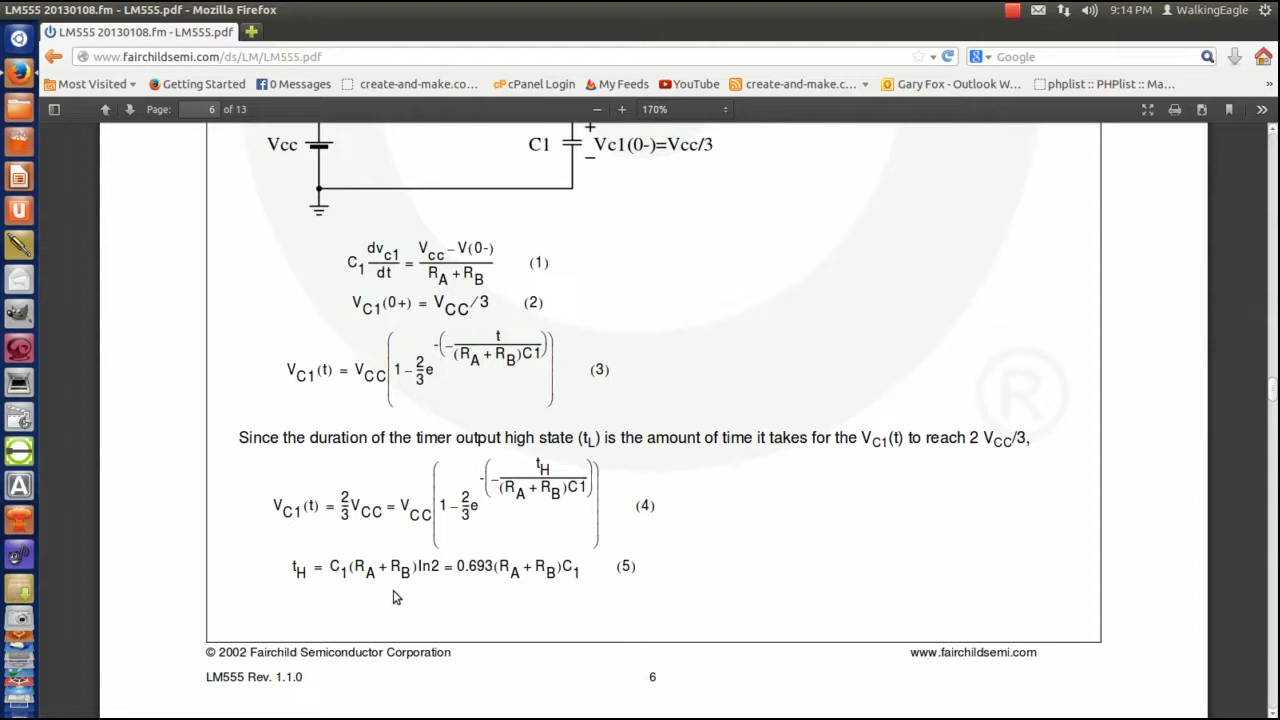 LM555 20130108.fm - LM555.pdf - Mozilla Firefox
9:14 PM WalkingEagle
LM555 20130108.fm - LM555.pdf
www.fairchildsemi.com/ds/LM/LM555.pdf
Google
Most Visited Getting Started 0 Messages create-and-make.co... cPanel Login My Feeds YouTube create-and-make.co... Gary Fox - Outlook W... phplist :: PHPlist :: Ma... »
Page: 6 of 13
170%
Vcc C1 + − Vc1(0-)=Vcc/3
C1 dvc1/dt = (Vcc – V(0-))/(RA + RB) (1)
VC1(0+) = VCC/3 (2)
VC1(t) = VCC(1 – 2/3 e -(- t/((RA + RB)C1))) (3)
Since the duration of the timer output high state (tL) is the amount of time it takes for the VC1(t) to reach 2 VCC/3,
VC1(t) = 2/3 VCC = VCC(1 – 2/3 e -(- tH/((RA + RB)C1))) (4)
tH = C1(RA + RB)ln2 = 0.693(RA + RB)C1 (5)
© 2002 Fairchild Semiconductor Corporation www.fairchildsemi.com
LM555 Rev. 1.1.0 6